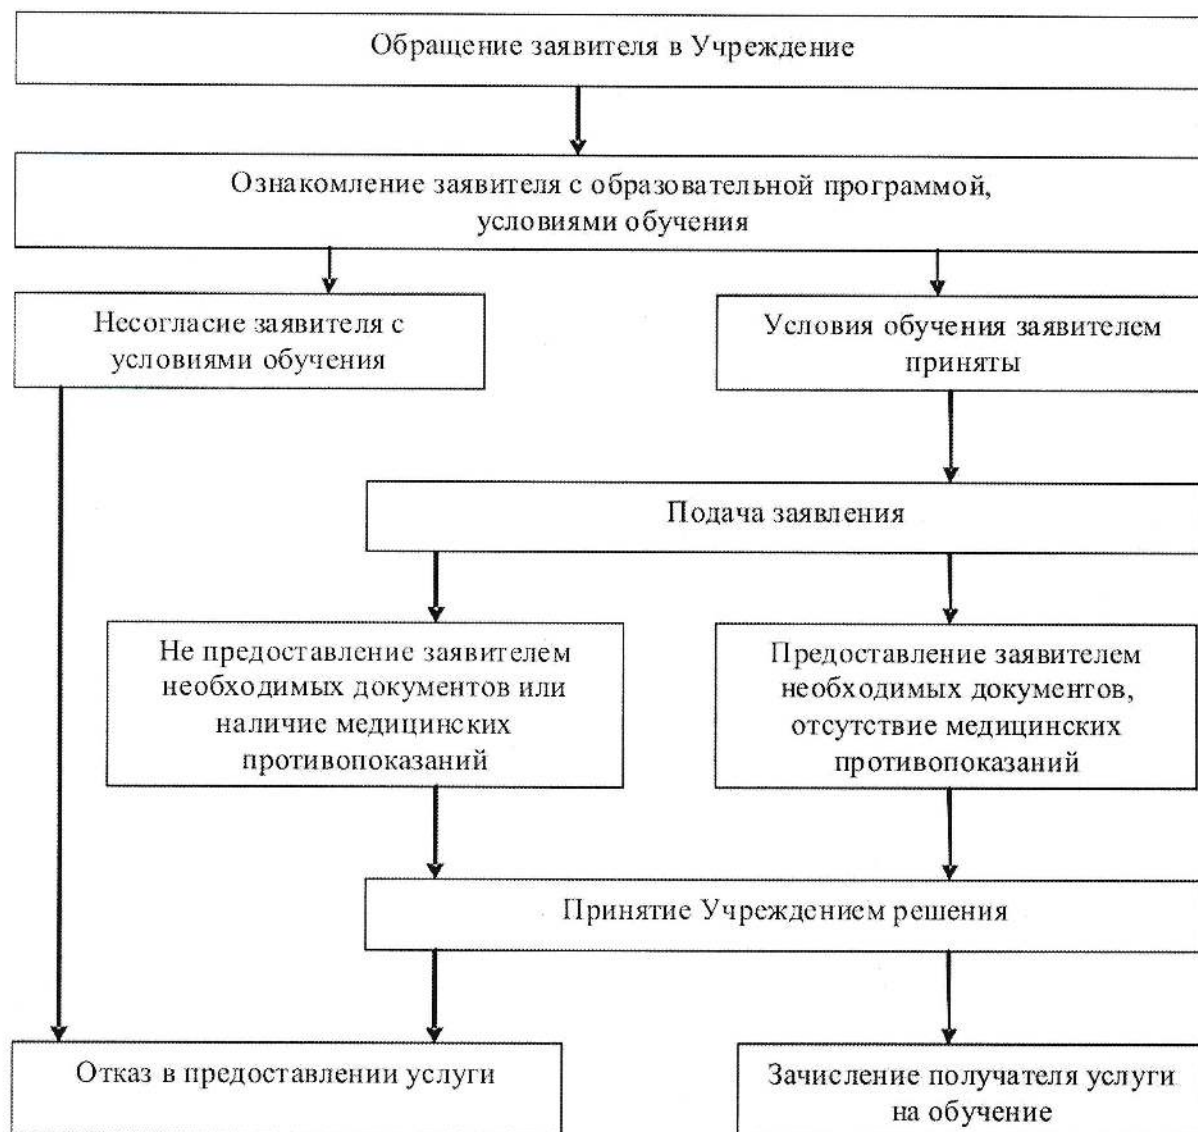 Обращение заявителя в Учреждение
Ознакомление заявителя с образовательной программой,
условиями обучения
Несогласие заявителя с
условиями обучения
Условия обучения заявителем
приняты
Подача заявления
Не предоставление заявителем
необходимых документов или
наличие медицинских
противопоказаний
Предоставление заявителем
необходимых документов,
отсутствие медицинских
противопоказаний
Принятие Учреждением решения
Отказ в предоставлении услуги
Зачисление получателя услуги
на обучение